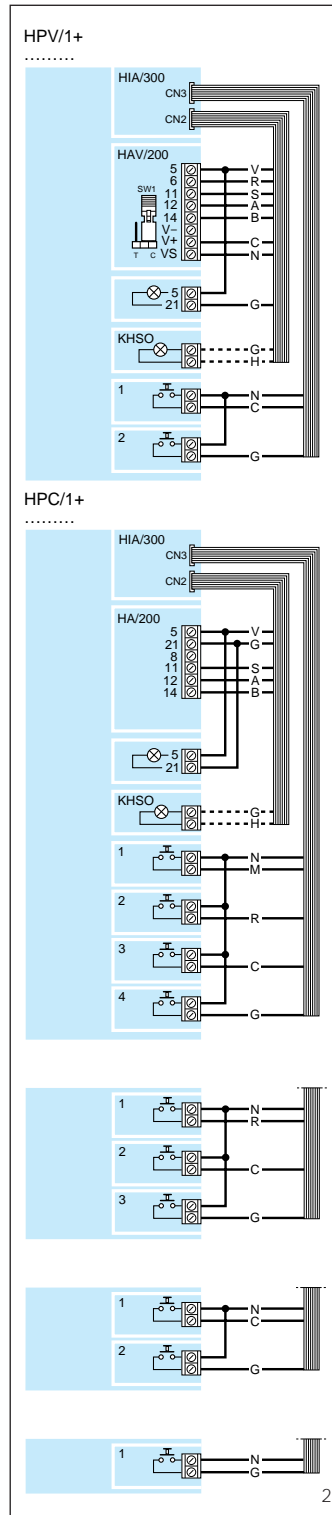 HPV/1+
.........
HIA/300
CN3
CN2
HAV/200
5 V
6 R
11 S
12 A
14 B
V−
V+ C
VS N
SW1
T C
5
21 G
KHSO
G
H
1 N
C
2
G
HPC/1+
.........
HIA/300
CN3
CN2
HA/200
5 V
21 G
8
11 S
12 A
14 B
5
21
KHSO
G
H
1 N
M
2
R
3
C
4
G
1 N
R
2
C
3
G
1 N
C
2
G
1 N
G
2